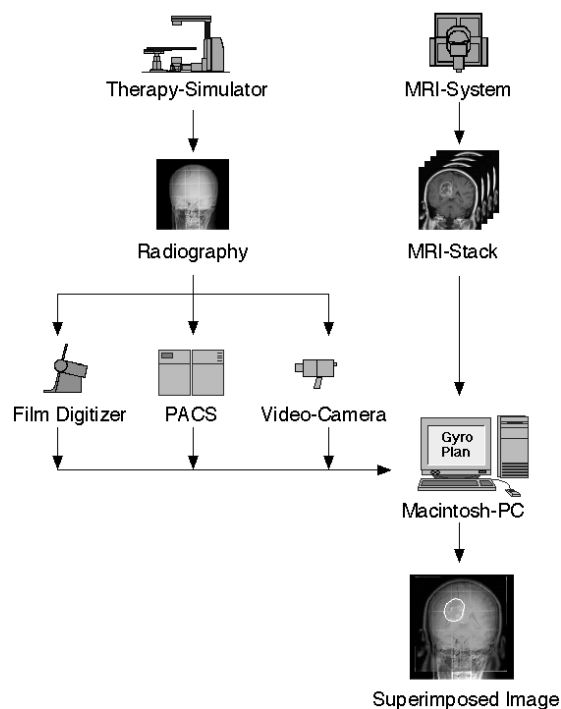 Therapy-Simulator
MRI-System
Radiography
MRI-Stack
Film Digitizer
PACS
Video-Camera
Gyro
Plan
Macintosh-PC
Superimposed Image